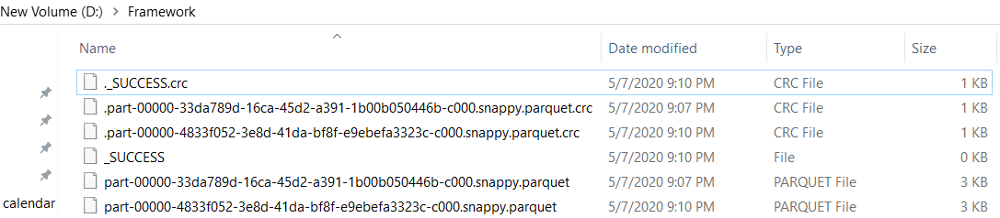 New Volume (D:) > Framework
Name Date modified Type Size
._SUCCESS.crc 5/7/2020 9:10 PM CRC File 1 KB
.part-00000-33da789d-16ca-45d2-a391-1b00b050446b-c000.snappy.parquet.crc 5/7/2020 9:07 PM CRC File 1 KB
.part-00000-4833f052-3e8d-41da-bf8f-e9ebefa3323c-c000.snappy.parquet.crc 5/7/2020 9:10 PM CRC File 1 KB
_SUCCESS 5/7/2020 9:10 PM File 0 KB
part-00000-33da789d-16ca-45d2-a391-1b00b050446b-c000.snappy.parquet 5/7/2020 9:07 PM PARQUET File 3 KB
calendar part-00000-4833f052-3e8d-41da-bf8f-e9ebefa3323c-c000.snappy.parquet 5/7/2020 9:10 PM PARQUET File 3 KB